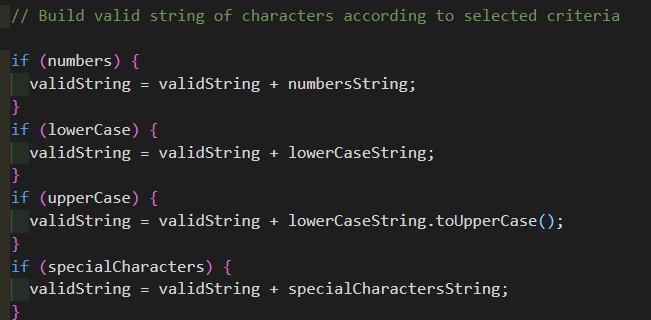 // Build valid string of characters according to selected criteria
if (numbers) {
validString = validString + numbersString;
}
if (lowerCase) {
validString = validString + lowerCaseString;
}
if (upperCase) {
validString = validString + lowerCaseString.toUpperCase();
}
if (specialCharacters) {
validString = validString + specialCharactersString;
}